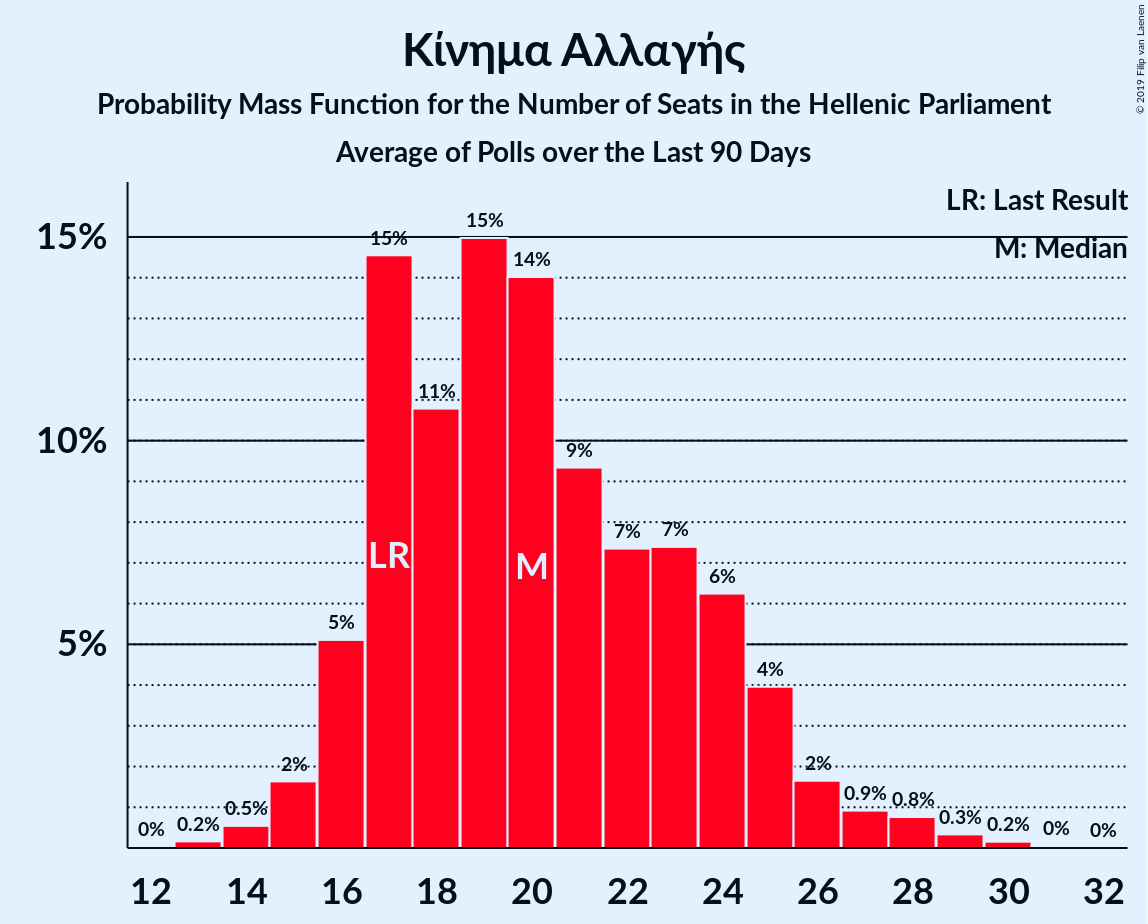 Κίνημα Αλλαγής
Probability Mass Function for the Number of Seats in the Hellenic Parliament
Average of Polls over the Last 90 Days
© 2019 Filip van Laenen
LR: Last Result
M: Median
15%
10%
5%
0%
0.2%
0.5%
2%
5%
15%
11%
15%
14%
9%
7%
7%
6%
4%
2%
0.9%
0.8%
0.3%
0.2%
0%
0%
LR
M
12 14 16 18 20 22 24 26 28 30 32